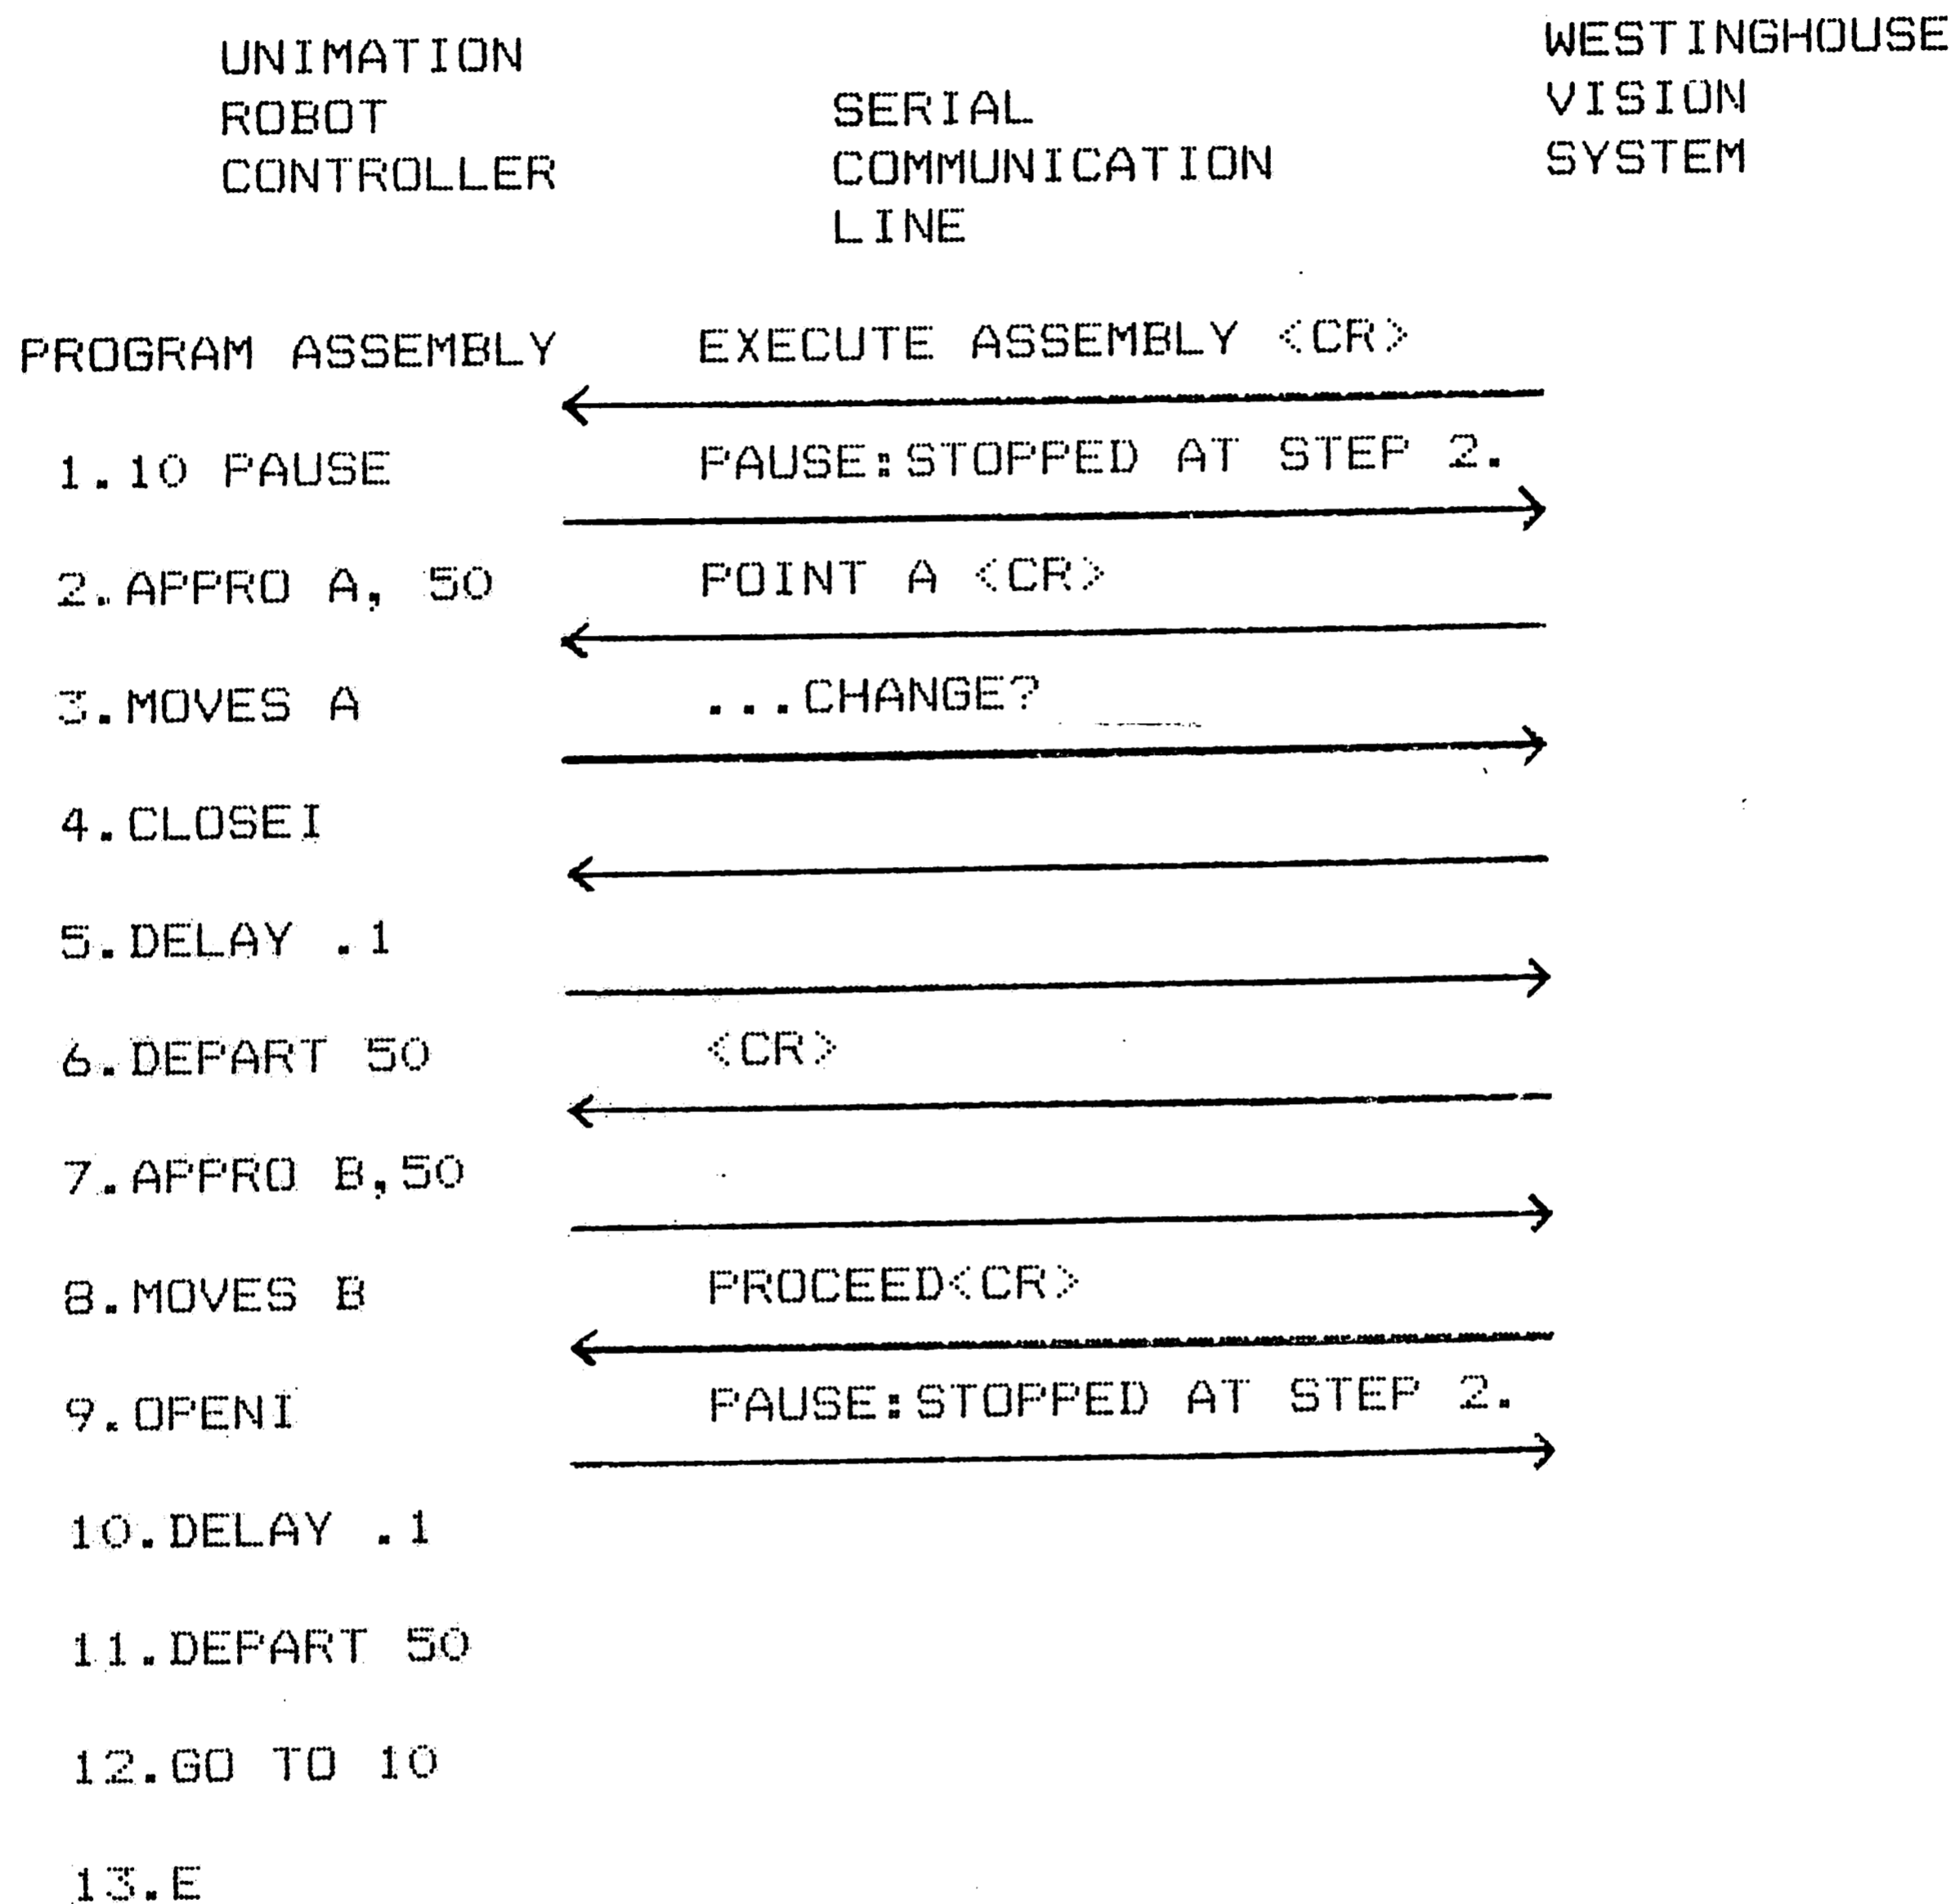 UNIMATION
ROBOT
CONTROLLER
SERIAL
COMMUNICATION
LINE
WESTINGHOUSE
VISION
SYSTEM
PROGRAM ASSEMBLY
EXECUTE ASSEMBLY <CR>
1.10 PAUSE
PAUSE:STOPPED AT STEP 2.
2.APPRO A, 50
POINT A <CR>
3.MOVES A
...CHANGE?
4.CLOSEI
5.DELAY .1
6.DEPART 50
<CR>
7.APPRO B,50
8.MOVES B
PROCEED<CR>
9.OPENI
PAUSE:STOPPED AT STEP 2.
10.DELAY .1
11.DEPART 50
12.GO TO 10
13.E